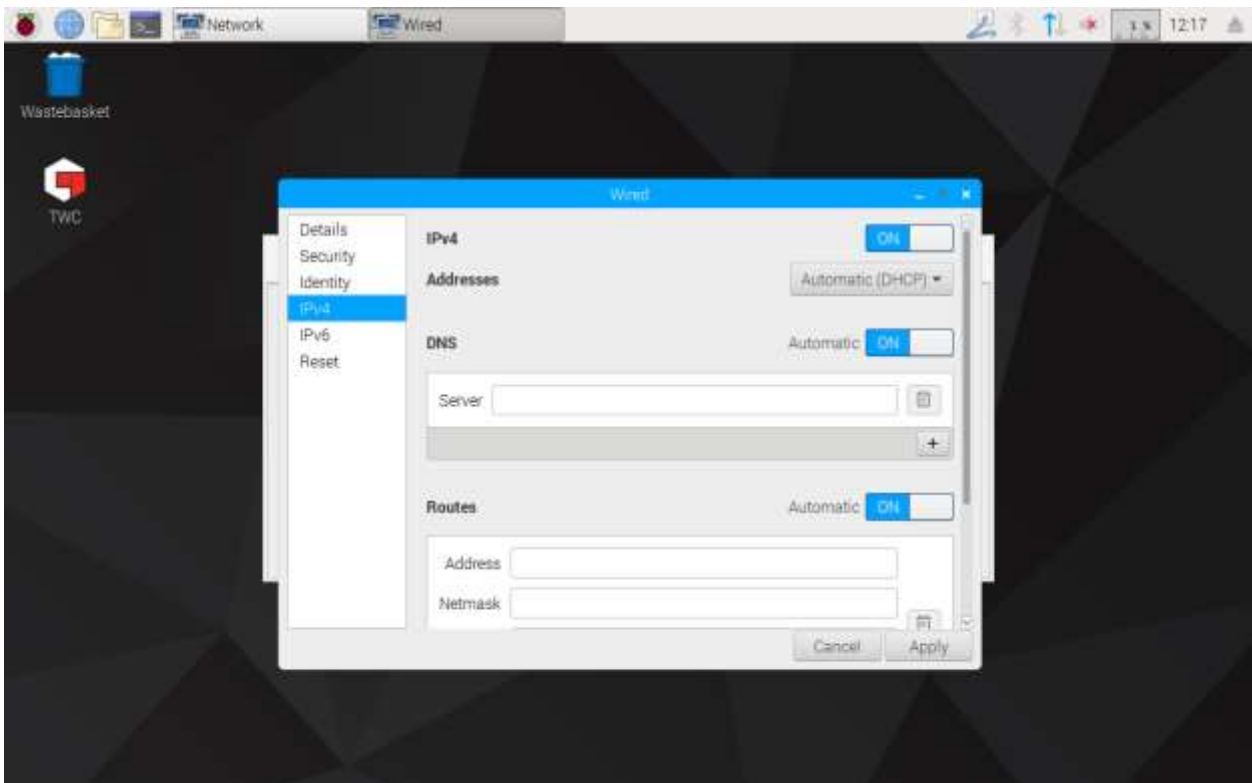 Network Wired 12:17
Wastebasket
TWC
Wired
Details
Security
Identity
IPv4
IPv6
Reset
IPv4 ON
Addresses Automatic (DHCP)
DNS Automatic ON
Server
+
Routes Automatic ON
Address
Netmask
Cancel Apply